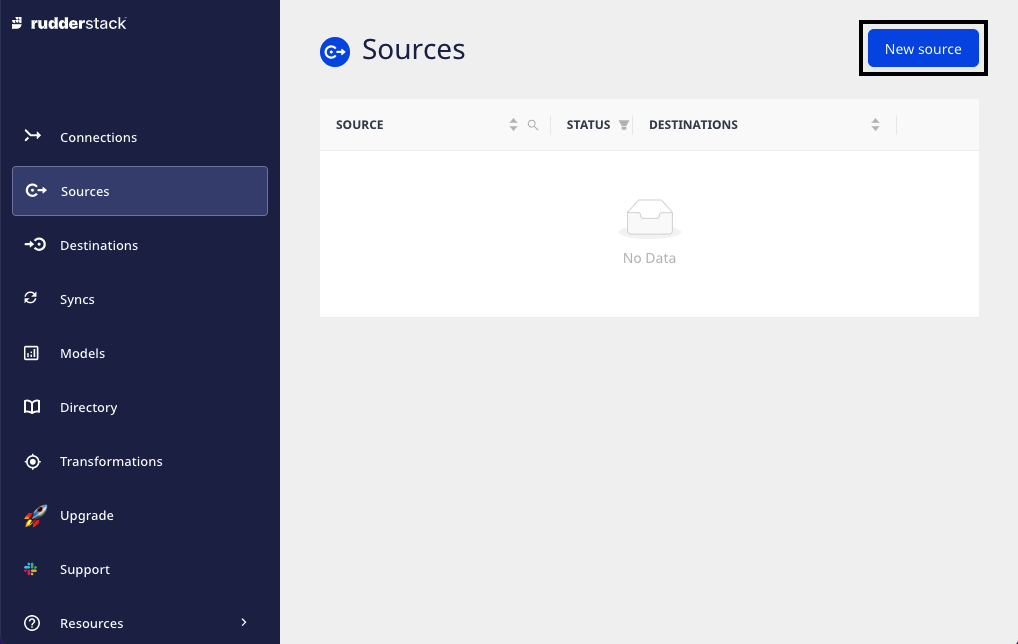 rudderstack
Connections
Sources
Destinations
Syncs
Models
Directory
Transformations
Upgrade
Support
Resources
Sources
New source
SOURCE STATUS DESTINATIONS
No Data